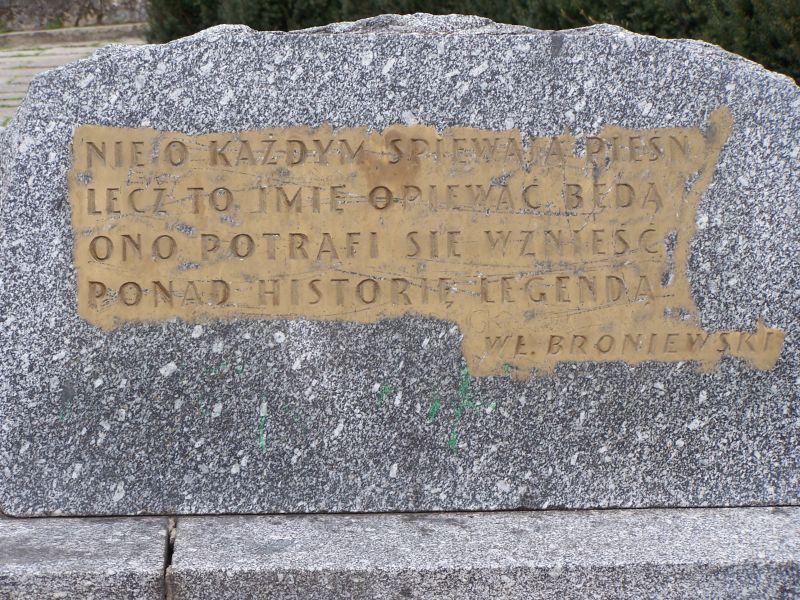 NIE O KAŻDYM ŚPIEWAJĄ PIEŚŃ
LECZ TO IMIĘ OPIEWAĆ BĘDĄ
ONO POTRAFI SIĘ WZNIEŚĆ
PONAD HISTORIĘ LEGENDĄ
WŁ. BRONIEWSKI